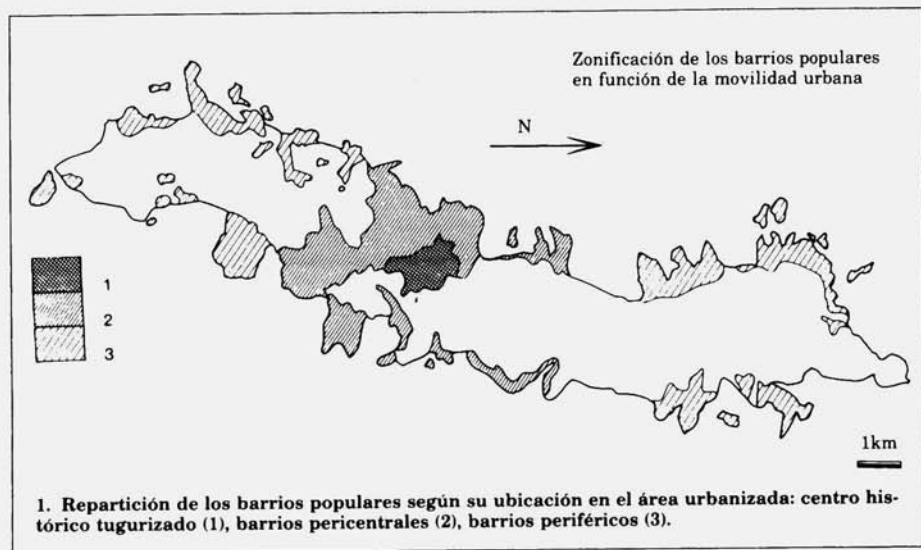 Zonificación de los barrios populares
en función de la movilidad urbana
N
1
2
3
1km
1. Repartición de los barrios populares según su ubicación en el área urbanizada: centro his-
tórico tugurizado (1), barrios pericentrales (2), barrios periféricos (3).